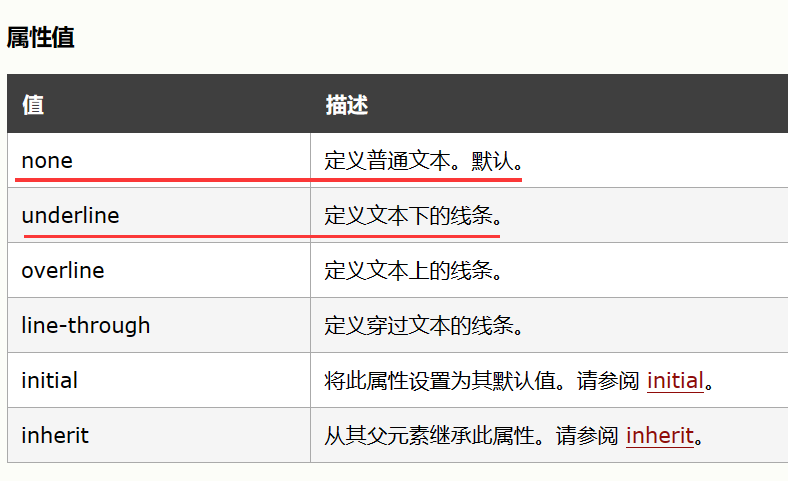 属性值
值 描述
none 定义普通文本。默认。
underline 定义文本下的线条。
overline 定义文本上的线条。
line-through 定义穿过文本的线条。
initial 将此属性设置为其默认值。请参阅 initial。
inherit 从其父元素继承此属性。请参阅 inherit。